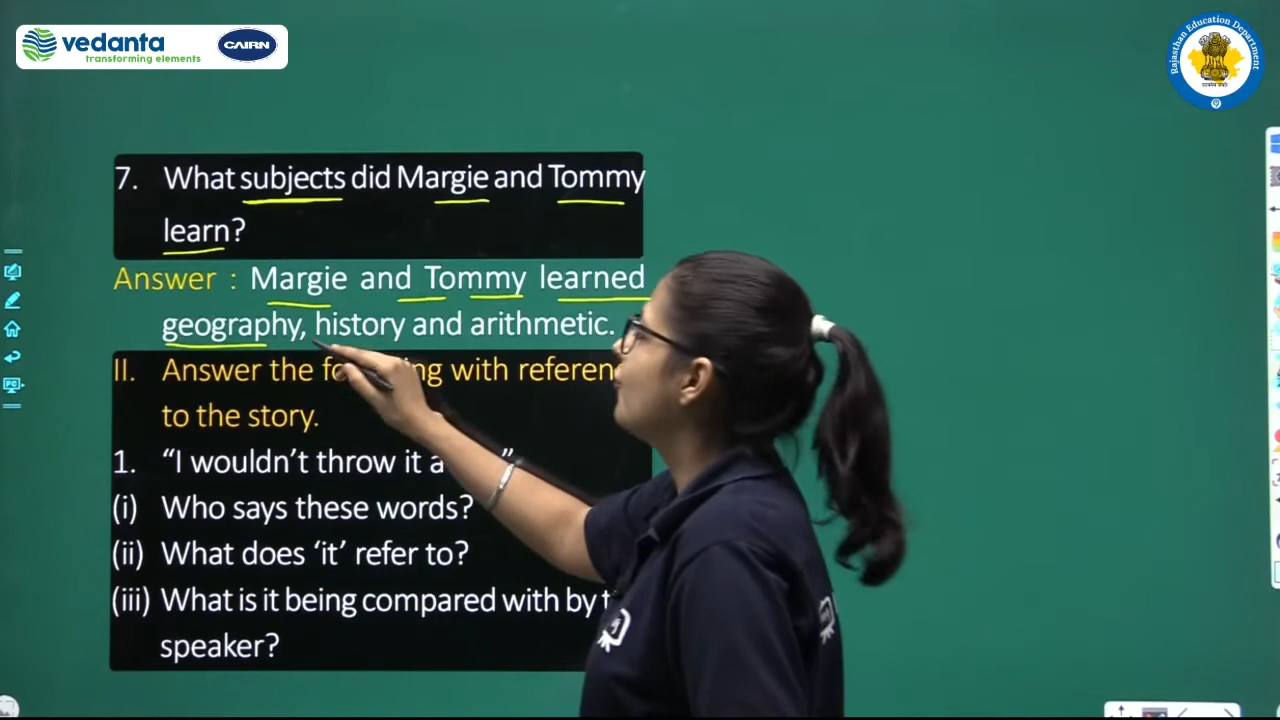 vedanta
transforming elements
CAIRN
Rajasthan Education Department
7. What subjects did Margie and Tommy
learn?
Answer : Margie and Tommy learned
geography, history and arithmetic.
II. Answer the with
to the story.
1. “I wouldn’t throw it
(i) Who says these words?
(ii) What does ‘it’ refer to?
(iii) What is it being compared with by
speaker?